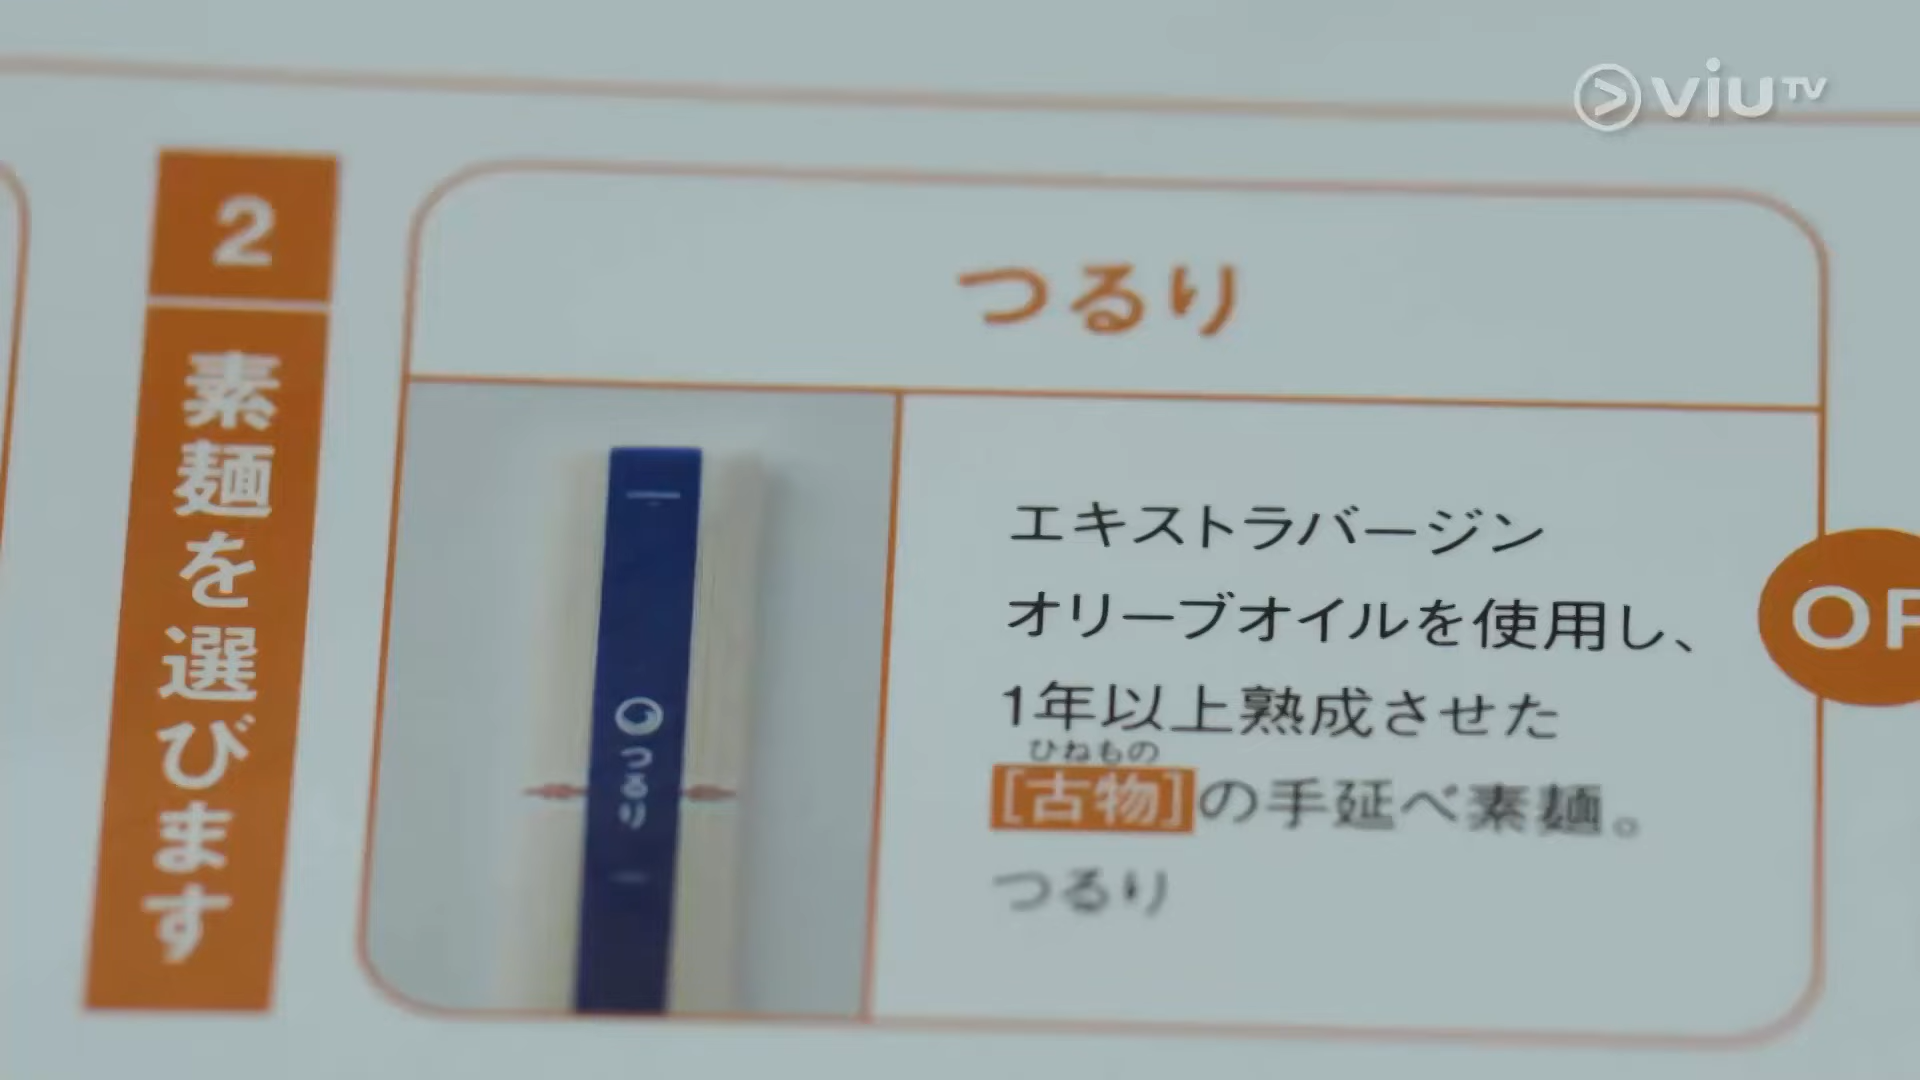 viuTV
2
素麺を選びます
つるり
つるり
エキストラバージン
オリーブオイルを使用し、
1年以上熟成させた
ひねもの
[古物]の手延べ素麺。
つるり
OR